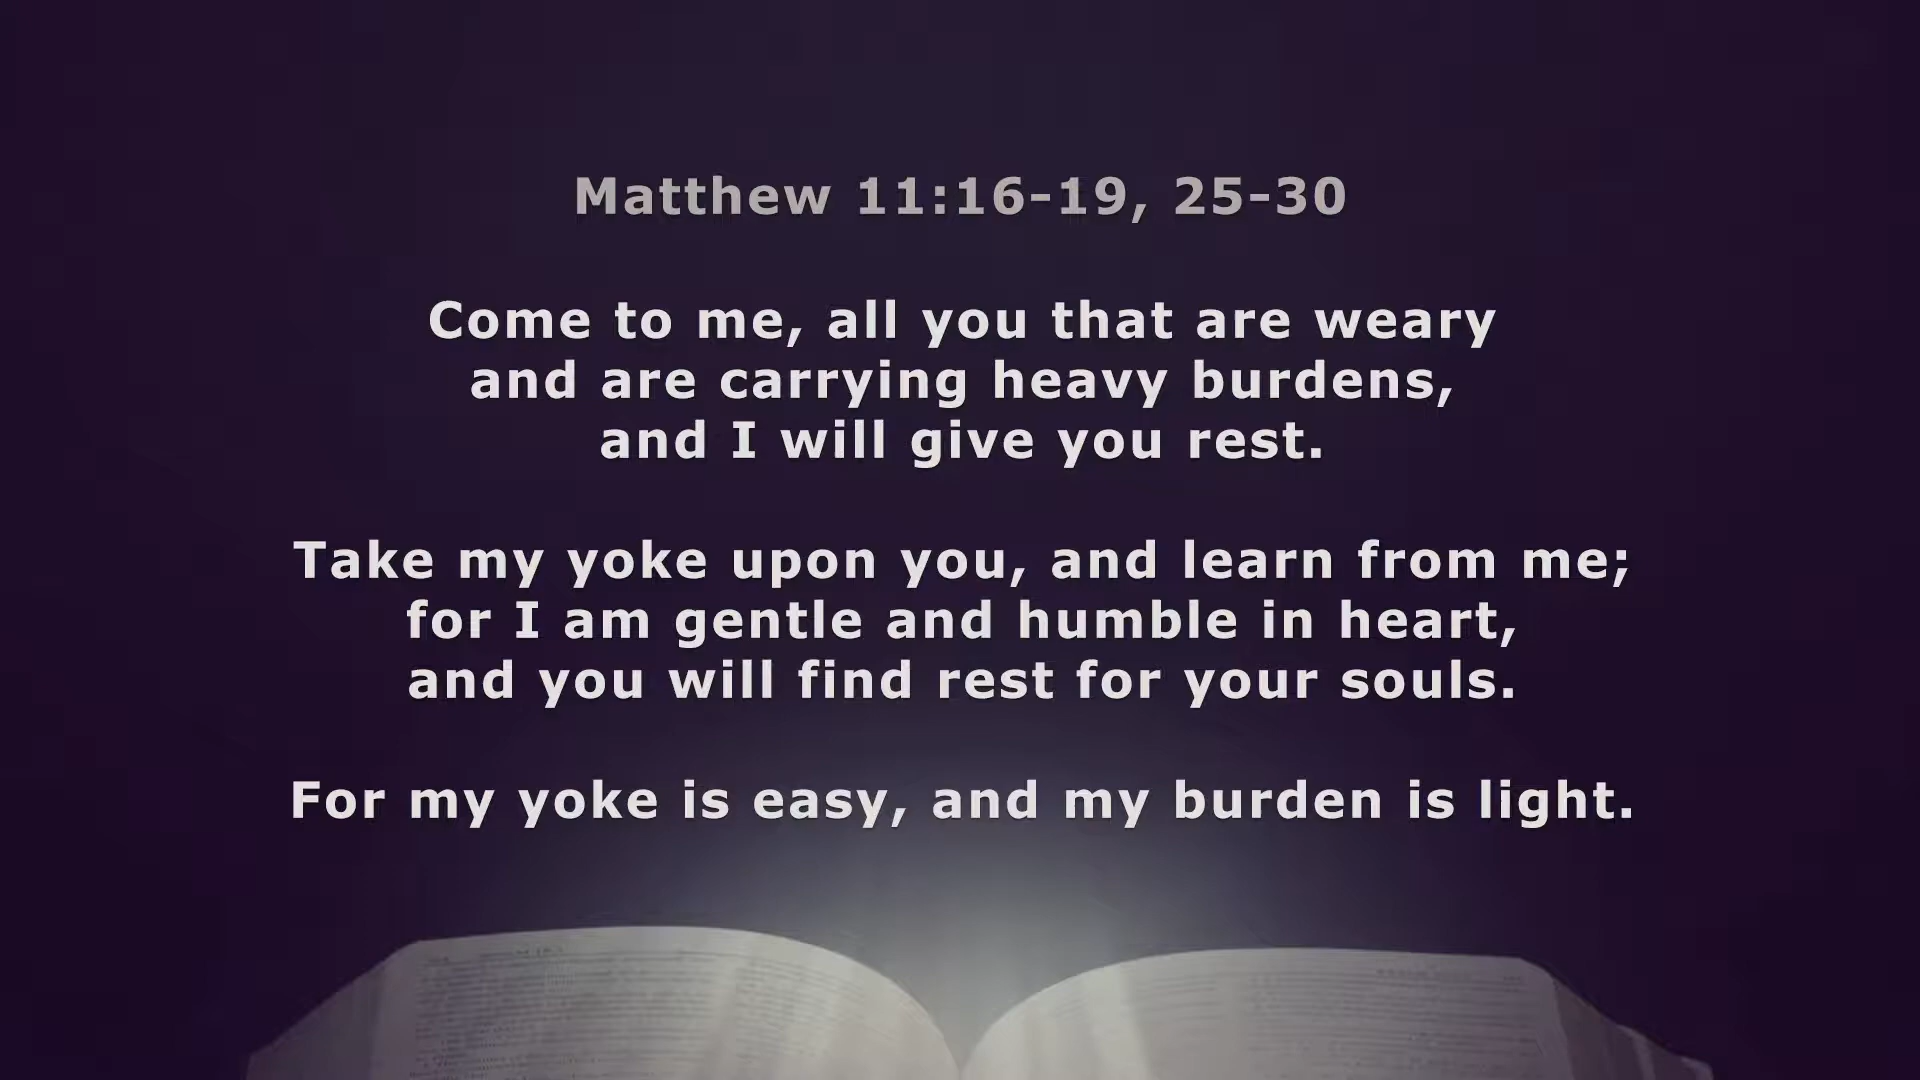 Matthew 11:16-19, 25-30
Come to me, all you that are weary
and are carrying heavy burdens,
and I will give you rest.
Take my yoke upon you, and learn from me;
for I am gentle and humble in heart,
and you will find rest for your souls.
For my yoke is easy, and my burden is light.